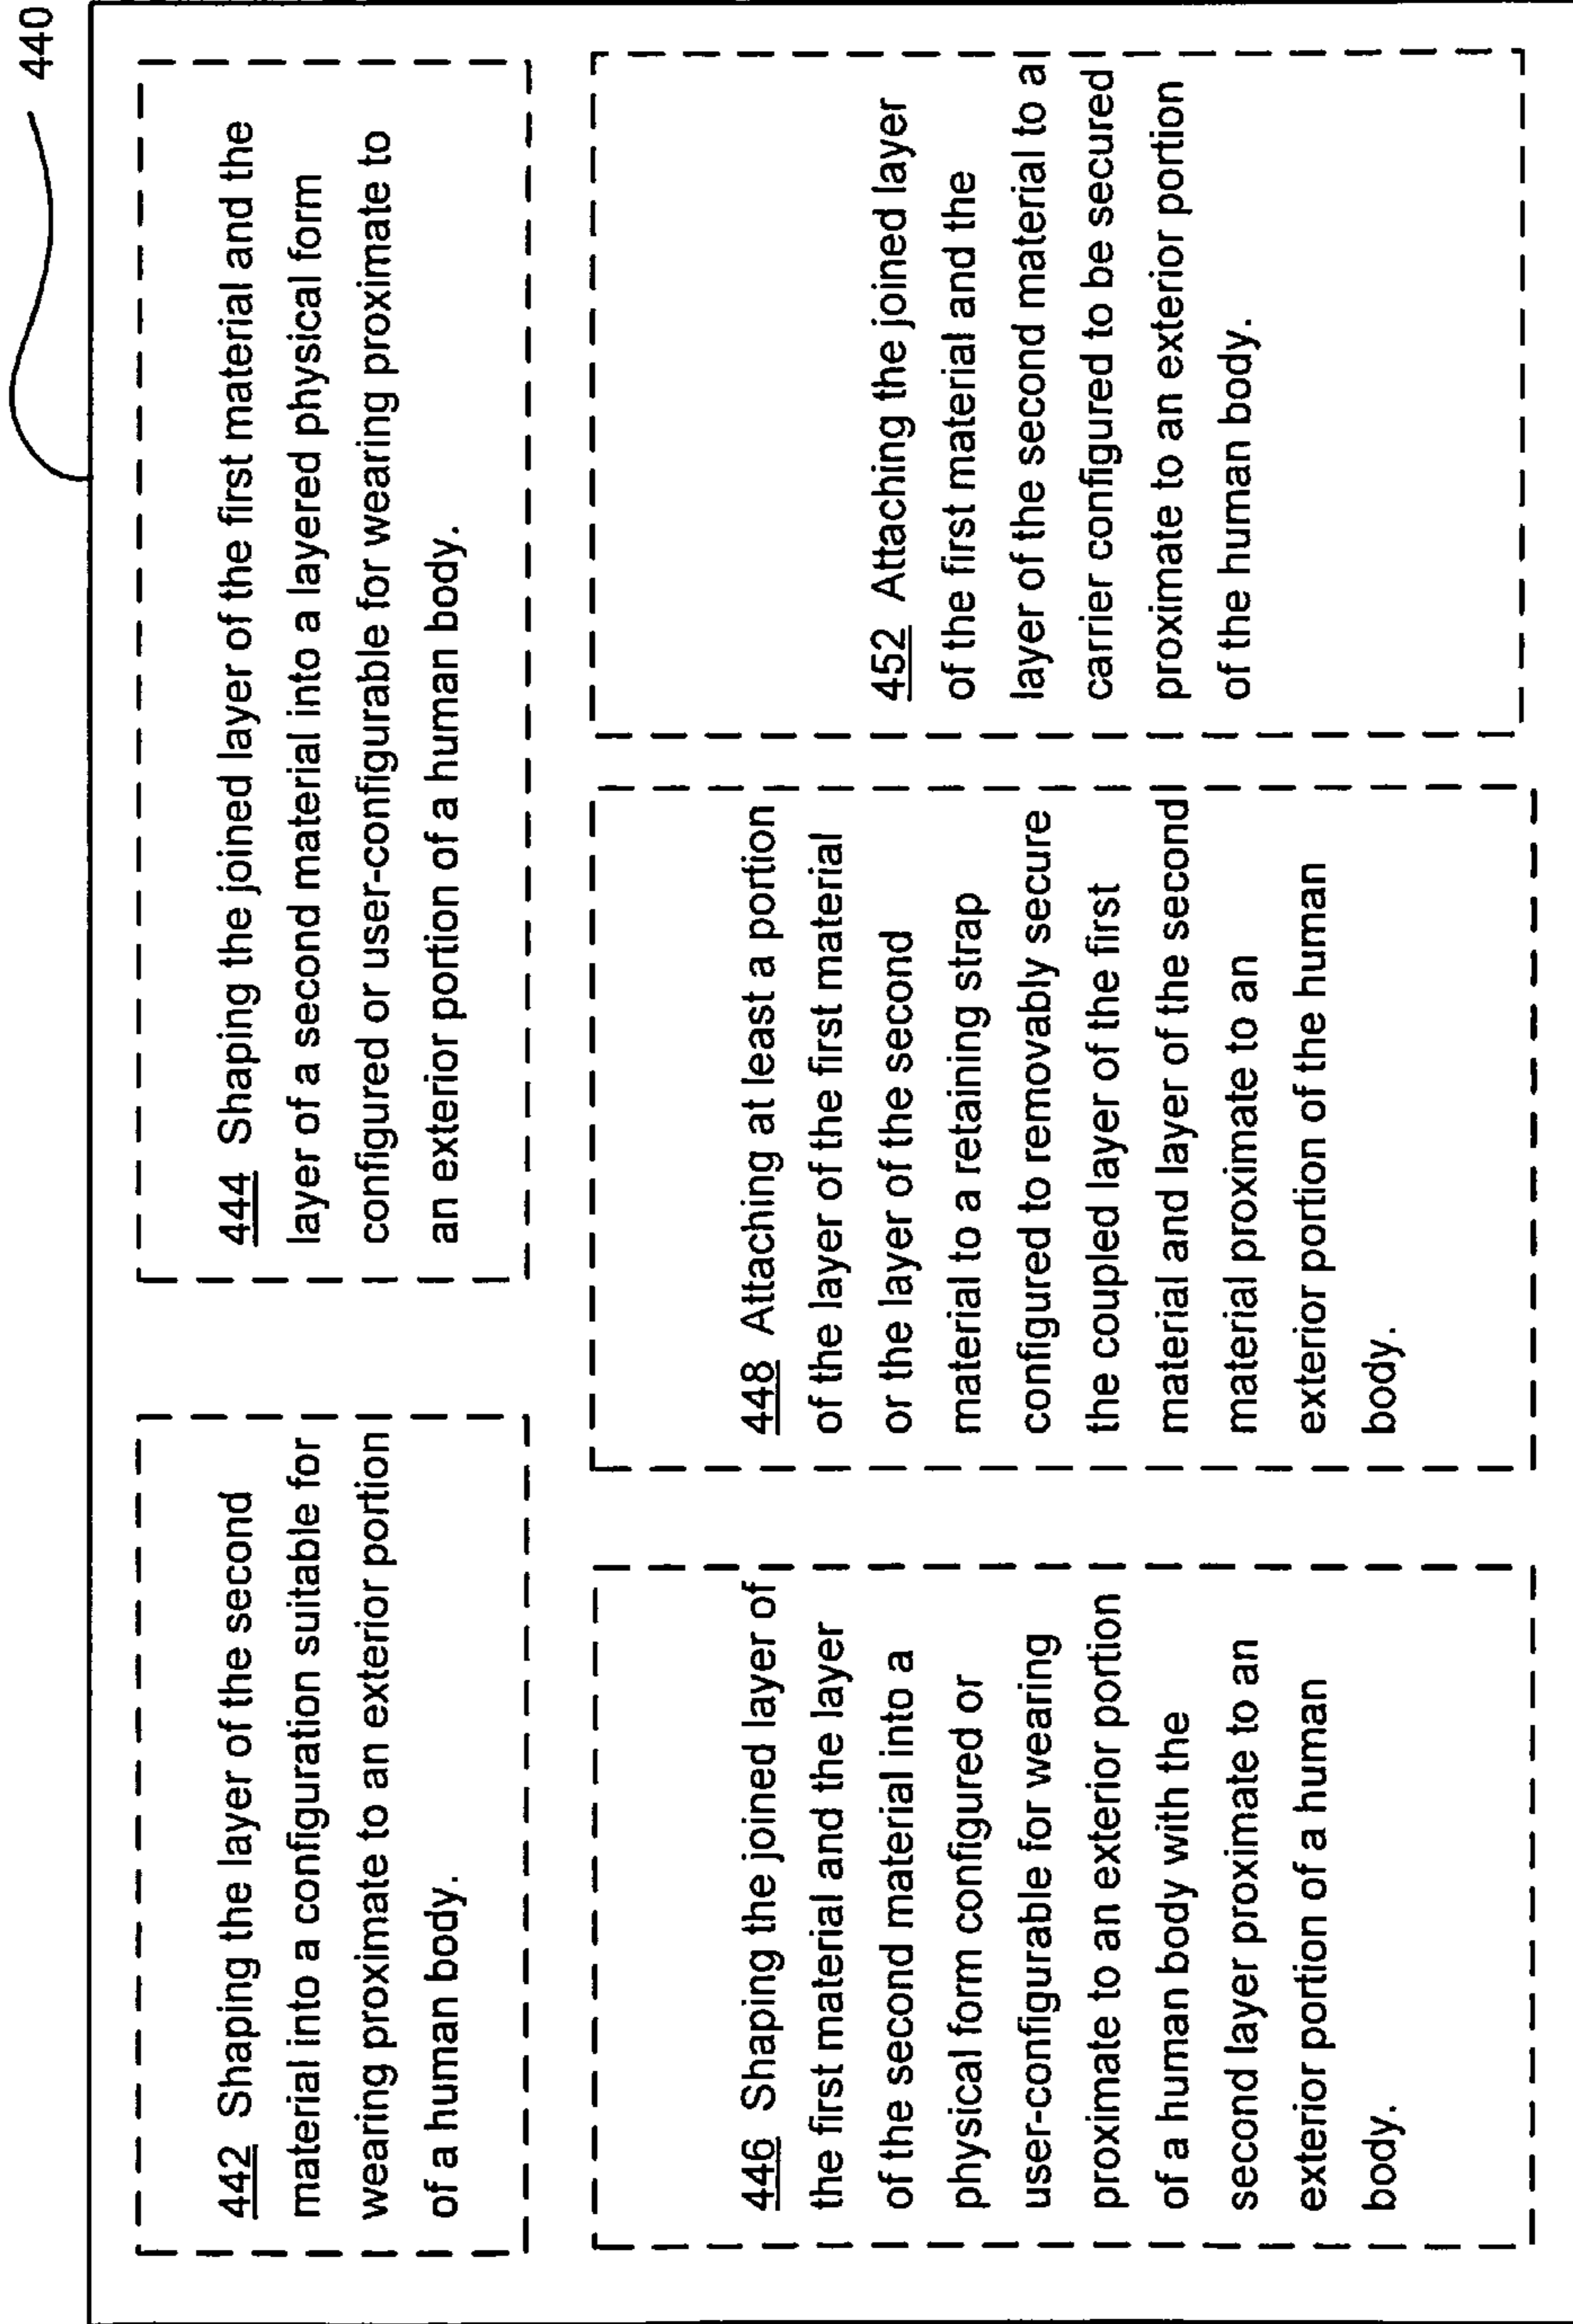 440
442 Shaping the layer of the second
material into a configuration suitable for
wearing proximate to an exterior portion
of a human body.
444 Shaping the joined layer of the first material and the
layer of a second material into a layered physical form
configured or user-configurable for wearing proximate to
an exterior portion of a human body.
446 Shaping the joined layer of
the first material and the layer
of the second material into a
physical form configured or
user-configurable for wearing
proximate to an exterior portion
of a human body with the
second layer proximate to an
exterior portion of a human
body.
448 Attaching at least a portion
of the layer of the first material
or the layer of the second
material to a retaining strap
configured to removably secure
the coupled layer of the first
material and layer of the second
material proximate to an
exterior portion of the human
body.
452 Attaching the joined layer
of the first material and the
layer of the second material to a
carrier configured to be secured
proximate to an exterior portion
of the human body.